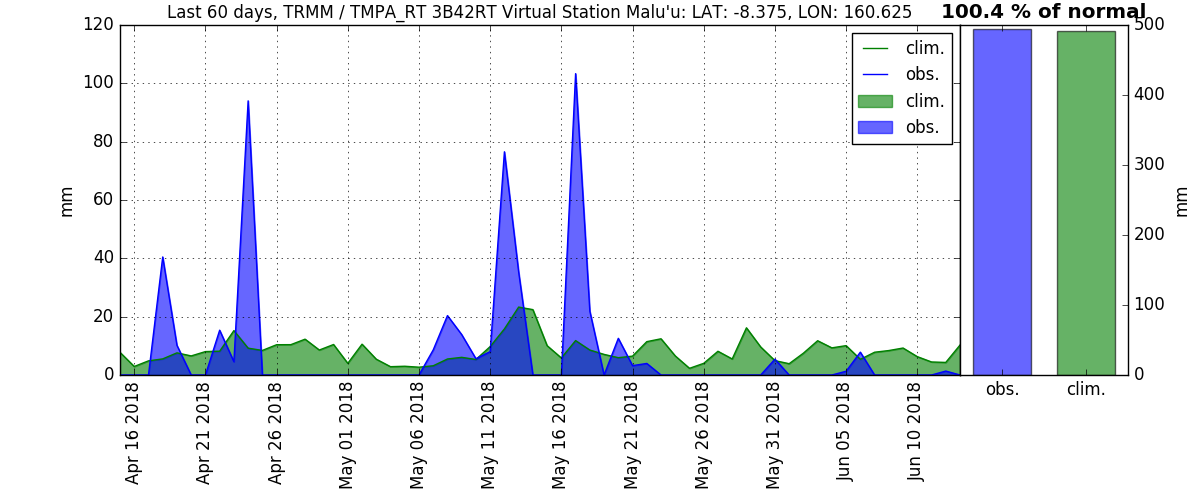 Last 60 days, TRMM / TMPA_RT 3B42RT Virtual Station Malu'u: LAT: -8.375, LON: 160.625
100.4 % of normal
120
100
80
60
40
20
0
mm
clim.
obs.
clim.
obs.
500
400
300
200
100
0
mm
obs.
clim.
Apr 16 2018
Apr 21 2018
Apr 26 2018
May 01 2018
May 06 2018
May 11 2018
May 16 2018
May 21 2018
May 26 2018
May 31 2018
Jun 05 2018
Jun 10 2018